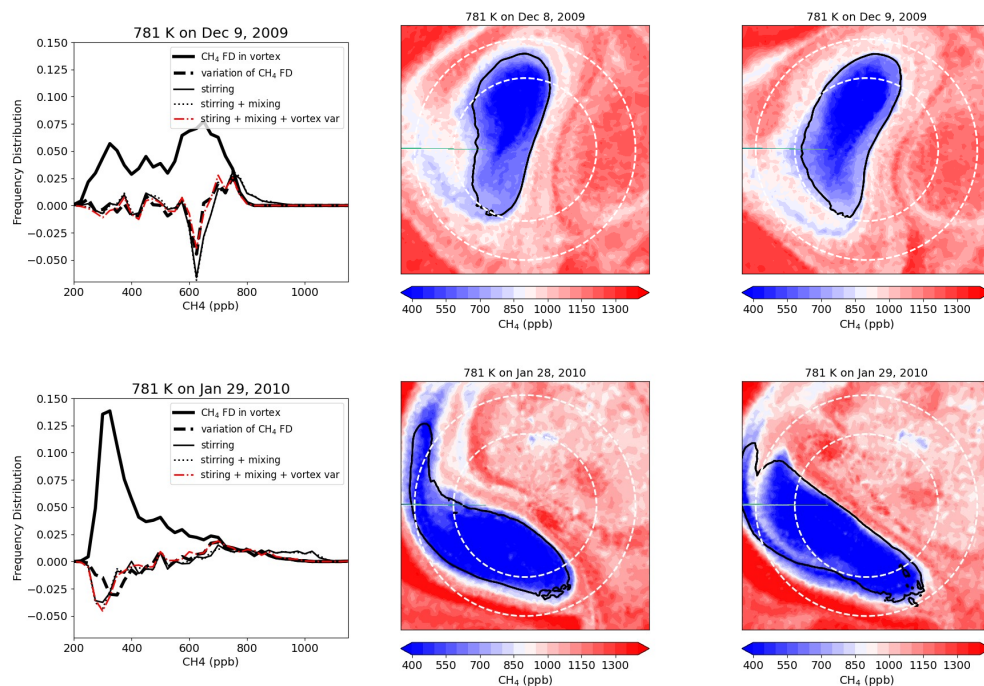 781 K on Dec 9, 2009
0.150
0.125
0.100
0.075
0.050
0.025
0.000
−0.025
−0.050
Frequency Distribution
CH₄ FD in vortex
variation of CH₄ FD
stirring
stirring + mixing
stiring + mixing + vortex var
200 400 600 800 1000
CH4 (ppb)
781 K on Dec 8, 2009
400 550 700 850 1000 1150 1300
CH₄ (ppb)
781 K on Dec 9, 2009
400 550 700 850 1000 1150 1300
CH₄ (ppb)
781 K on Jan 29, 2010
0.150
0.125
0.100
0.075
0.050
0.025
0.000
−0.025
−0.050
Frequency Distribution
CH₄ FD in vortex
variation of CH₄ FD
stirring
stirring + mixing
stiring + mixing + vortex var
200 400 600 800 1000
CH4 (ppb)
781 K on Jan 28, 2010
400 550 700 850 1000 1150 1300
CH₄ (ppb)
781 K on Jan 29, 2010
400 550 700 850 1000 1150 1300
CH₄ (ppb)